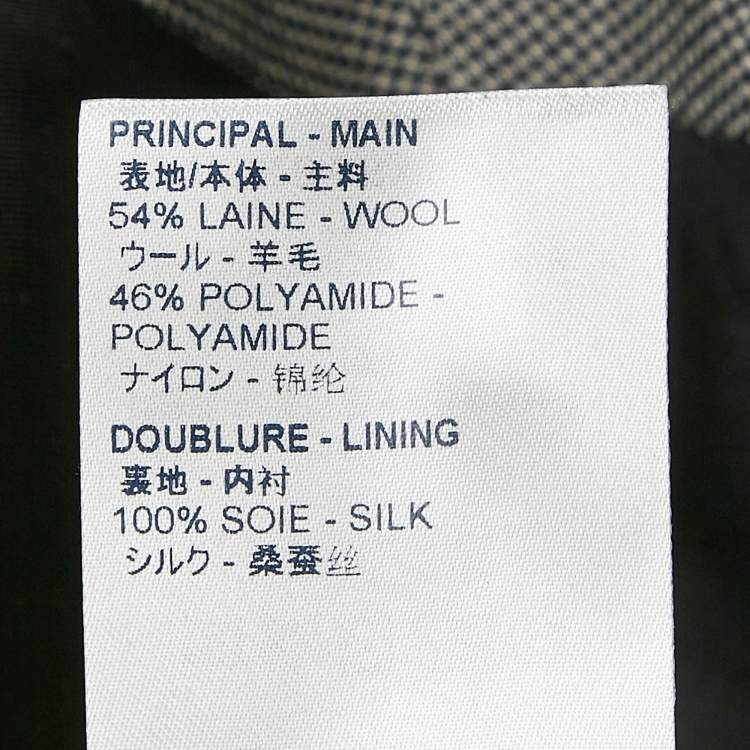 PRINCIPAL - MAIN
表地/本体 - 主料
54% LAINE - WOOL
ウール - 羊毛
46% POLYAMIDE -
POLYAMIDE
ナイロン - 锦纶
DOUBLURE - LINING
裏地 - 内衬
100% SOIE - SILK
シルク - 桑蚕丝